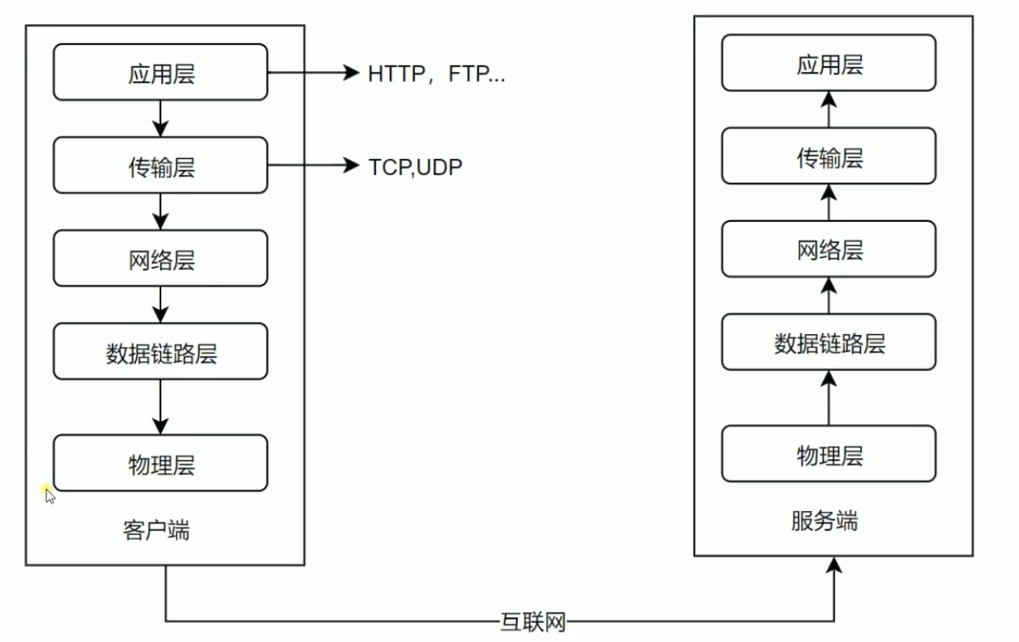 应用层
HTTP，FTP...
传输层
TCP,UDP
网络层
数据链路层
物理层
客户端
应用层
传输层
网络层
数据链路层
物理层
服务端
互联网